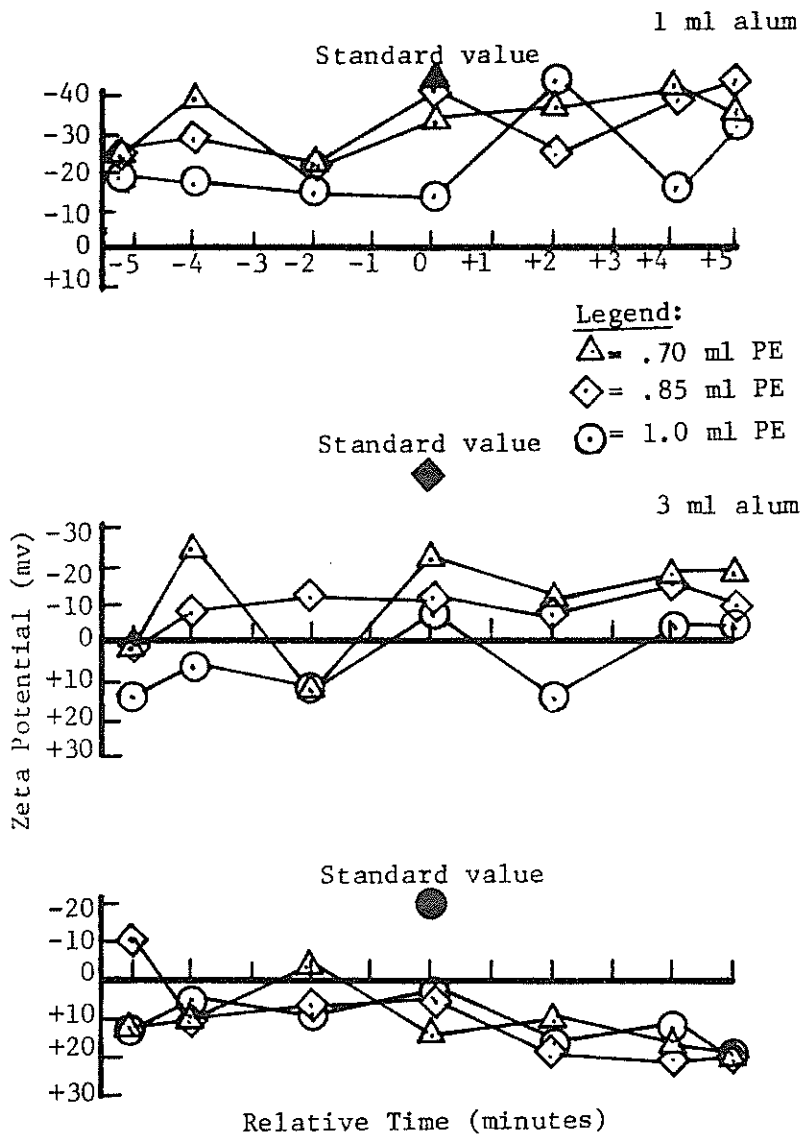 1 ml alum
Standard value
-40
-30
-20
-10
0
+10
-5 -4 -3 -2 -1 0 +1 +2 +3 +4 +5
Legend:
= .70 ml PE
= .85 ml PE
= 1.0 ml PE
Standard value
3 ml alum
-30
-20
-10
0
+10
+20
+30
Zeta Potential (mv)
Standard value
-20
-10
0
+10
+20
+30
Relative Time (minutes)